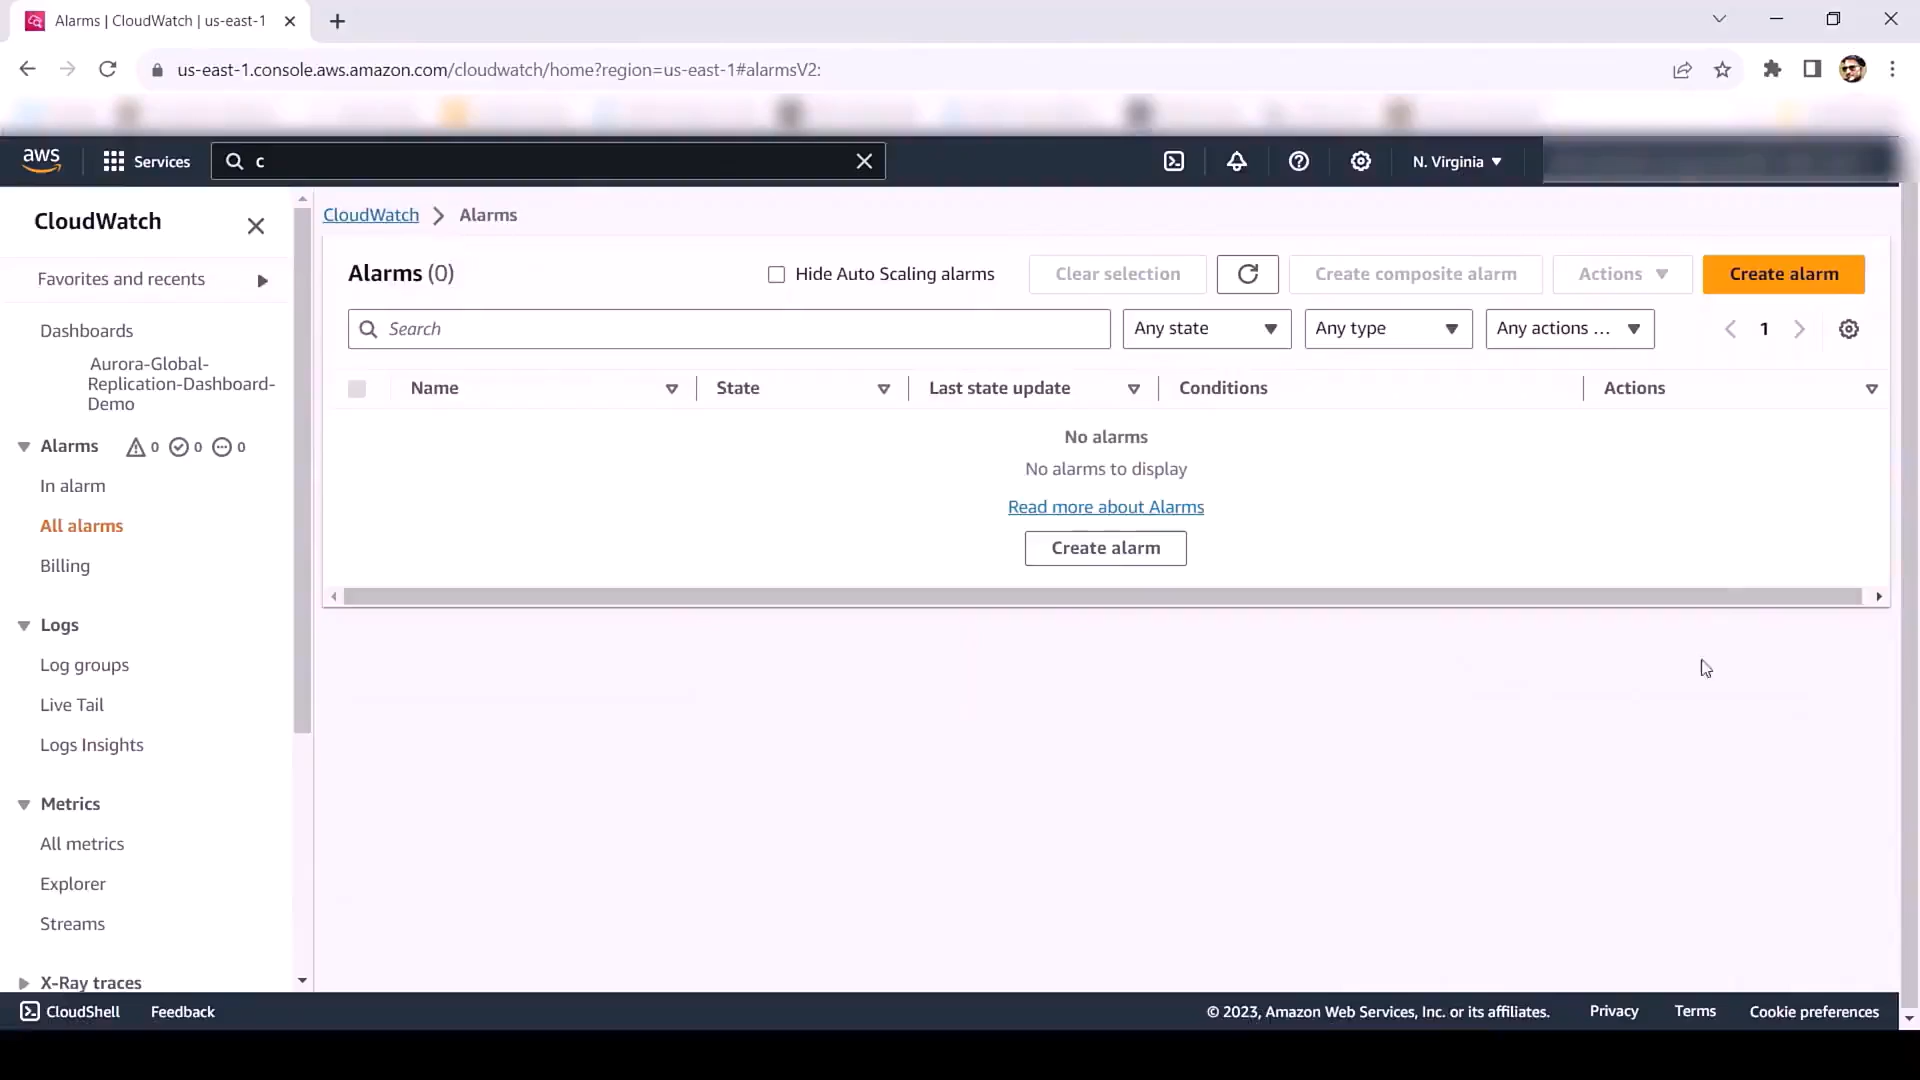 Alarms | CloudWatch | us-east-1
us-east-1.console.aws.amazon.com/cloudwatch/home?region=us-east-1#alarmsV2:
aws
Services
c
N. Virginia
CloudWatch
Favorites and recents
Dashboards
Aurora-Global-
Replication-Dashboard-
Demo
Alarms 0 0 0
In alarm
All alarms
Billing
Logs
Log groups
Live Tail
Logs Insights
Metrics
All metrics
Explorer
Streams
X-Ray traces
CloudWatch > Alarms
Alarms (0)
Hide Auto Scaling alarms
Clear selection
Create composite alarm
Actions
Create alarm
Search
Any state
Any type
Any actions ...
1
Name State Last state update Conditions Actions
No alarms
No alarms to display
Read more about Alarms
Create alarm
CloudShell Feedback
© 2023, Amazon Web Services, Inc. or its affiliates. Privacy Terms Cookie preferences